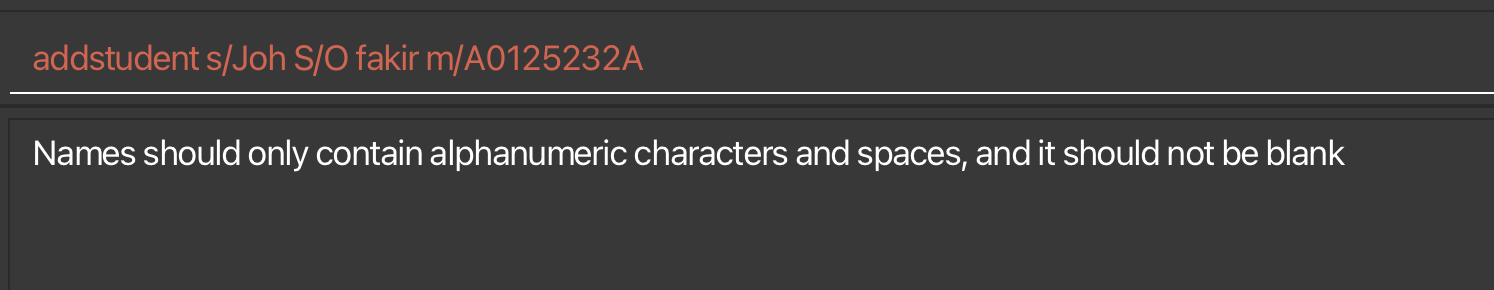 addstudent s/Joh S/O fakir m/A0125232A
Names should only contain alphanumeric characters and spaces, and it should not be blank